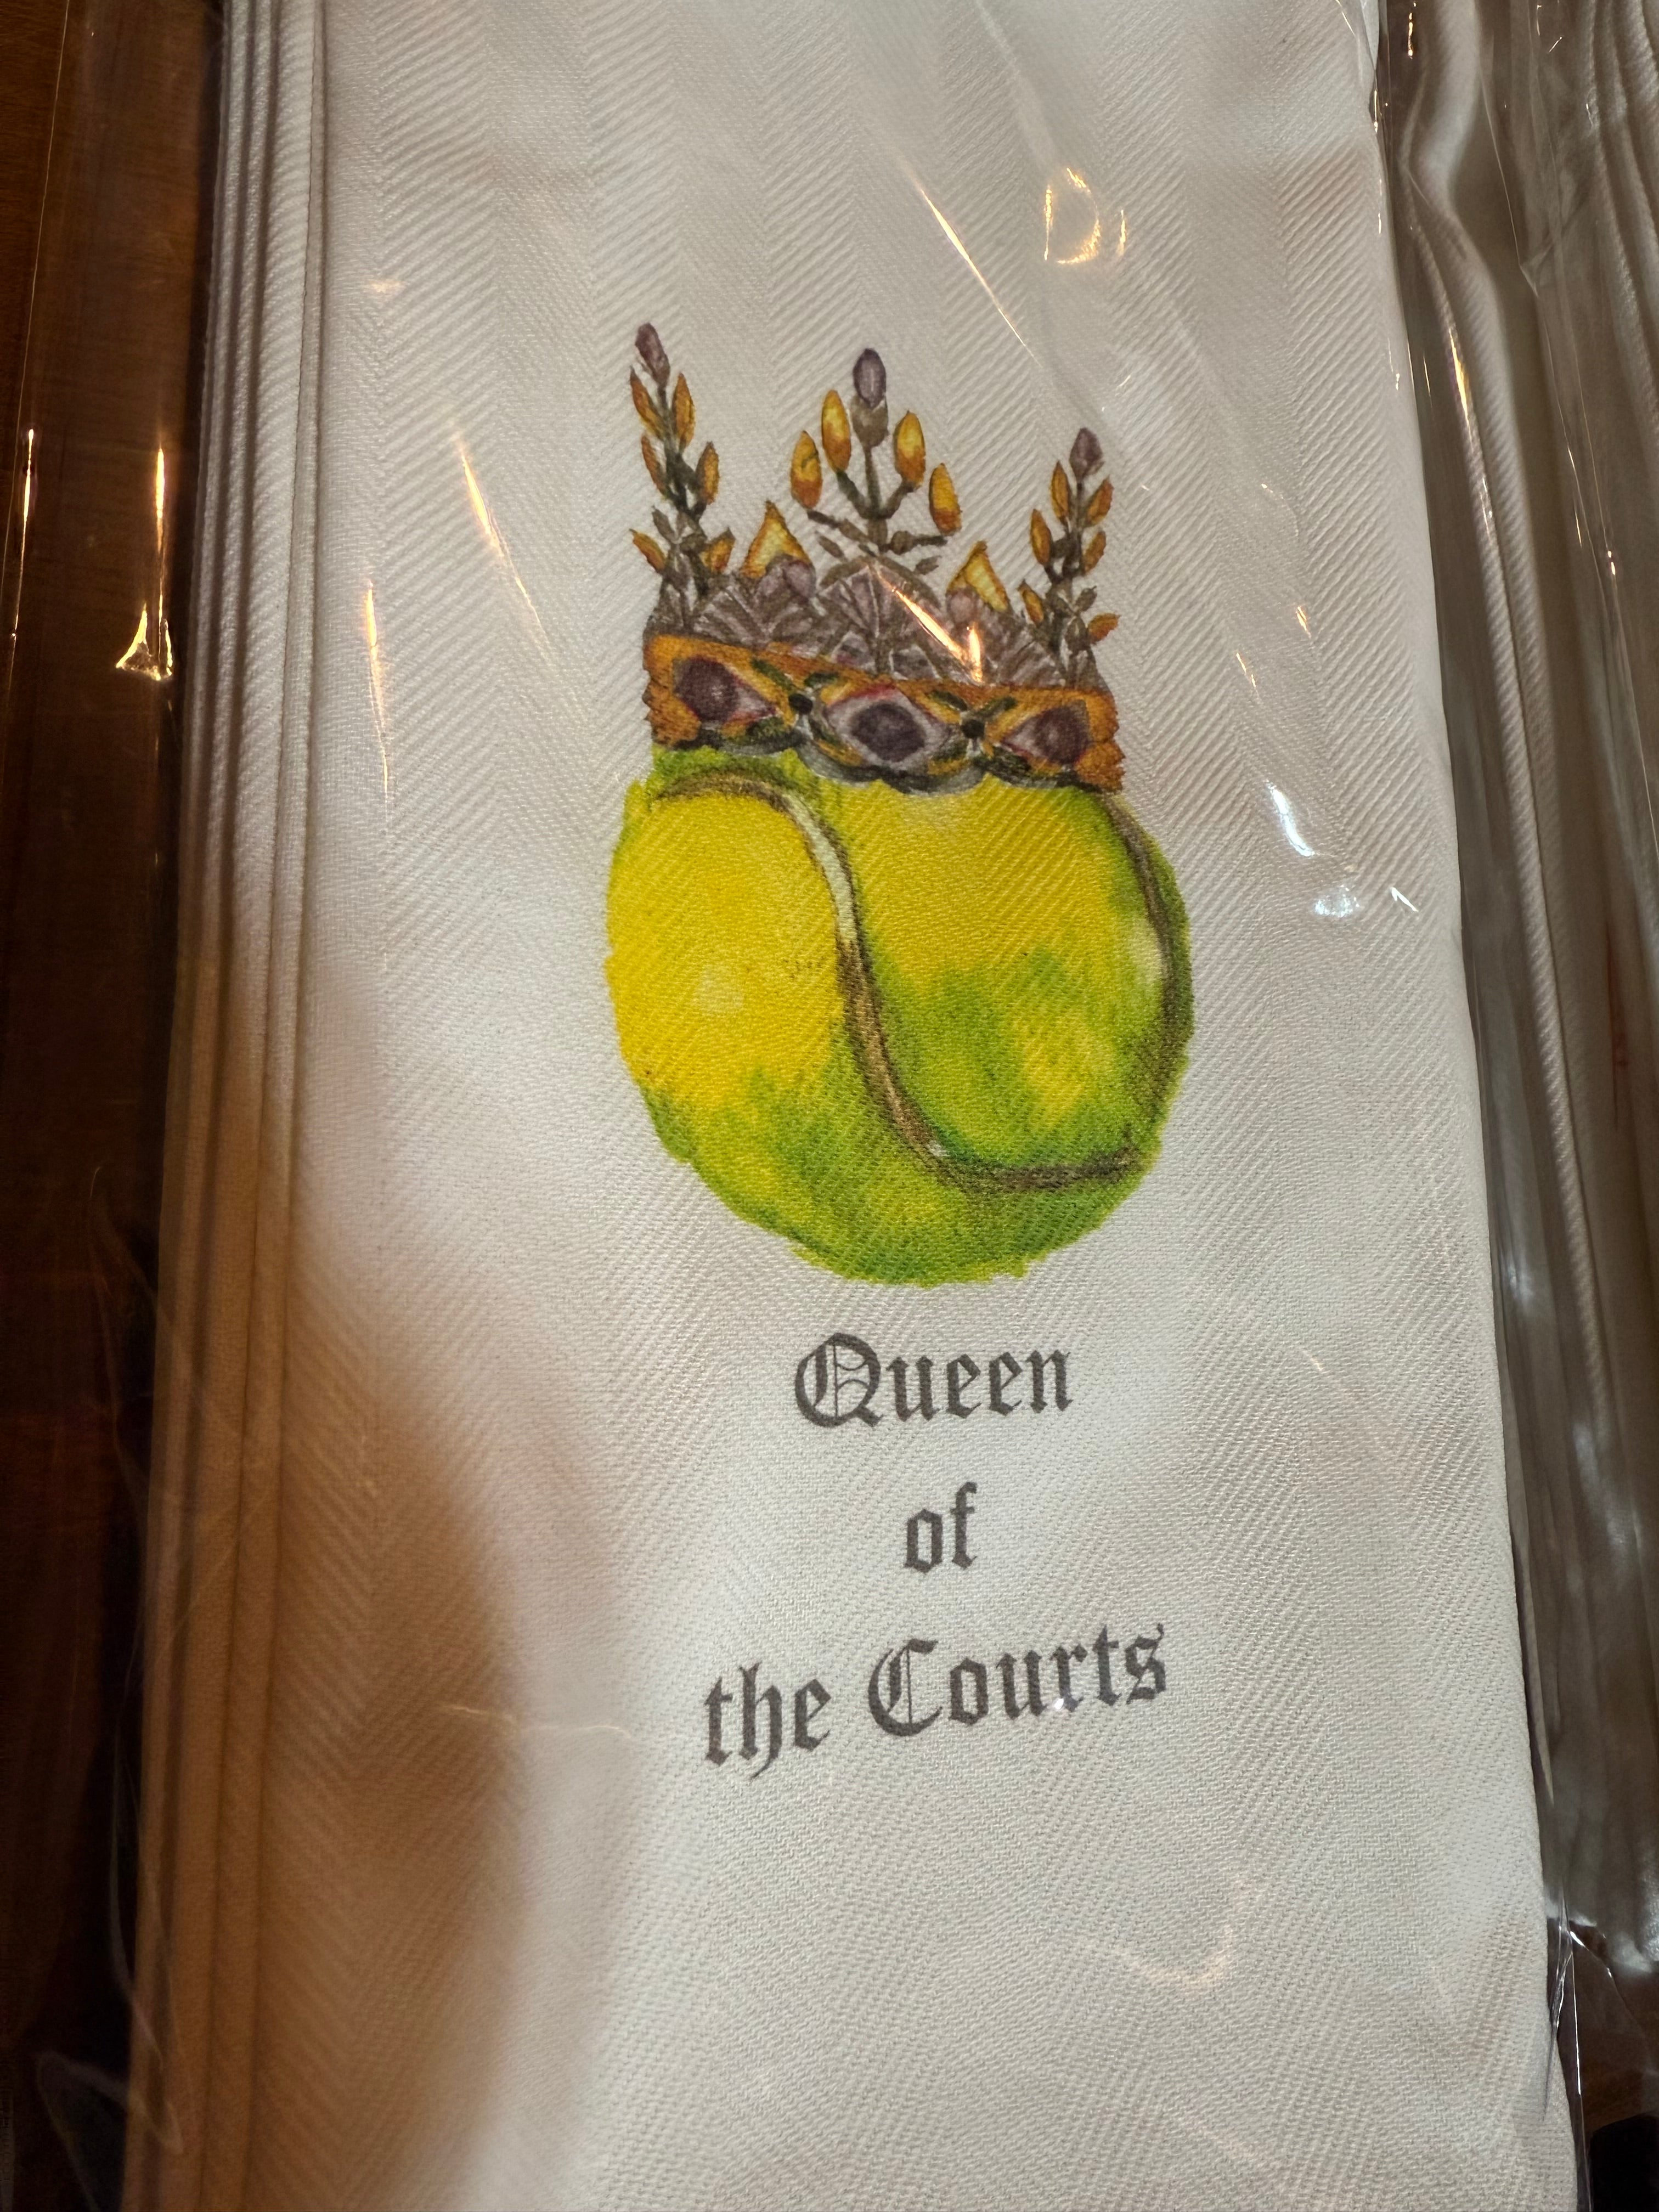 Queen
of
the Courts